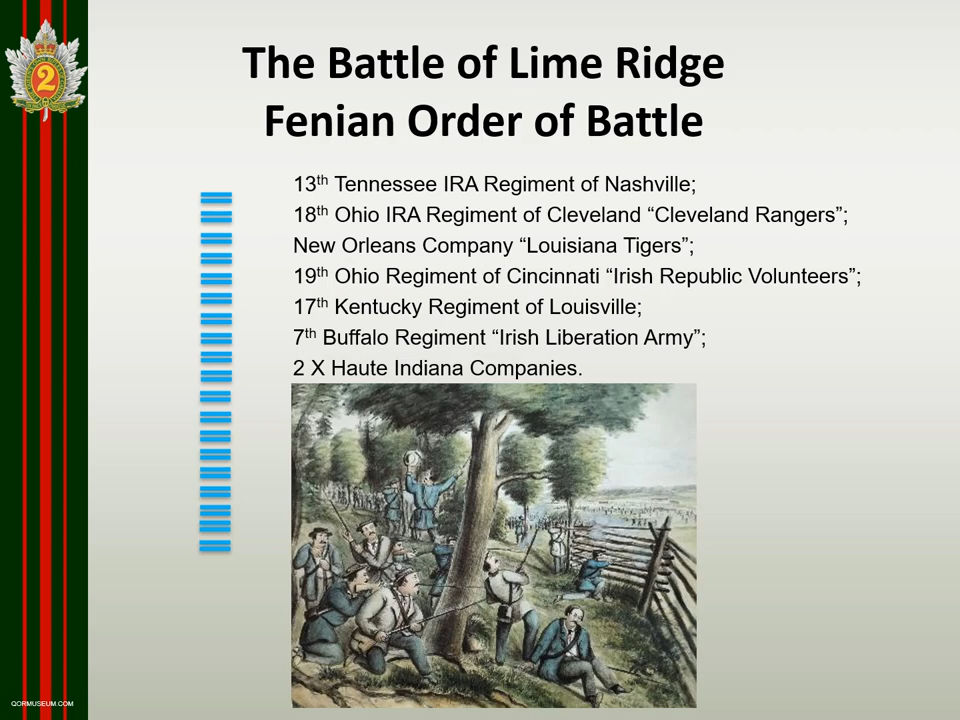 The Battle of Lime Ridge
Fenian Order of Battle
13th Tennessee IRA Regiment of Nashville;
18th Ohio IRA Regiment of Cleveland “Cleveland Rangers”;
New Orleans Company “Louisiana Tigers”;
19th Ohio Regiment of Cincinnati “Irish Republic Volunteers”;
17th Kentucky Regiment of Louisville;
7th Buffalo Regiment “Irish Liberation Army”;
2 X Haute Indiana Companies.
2
QORMUSEUM.COM